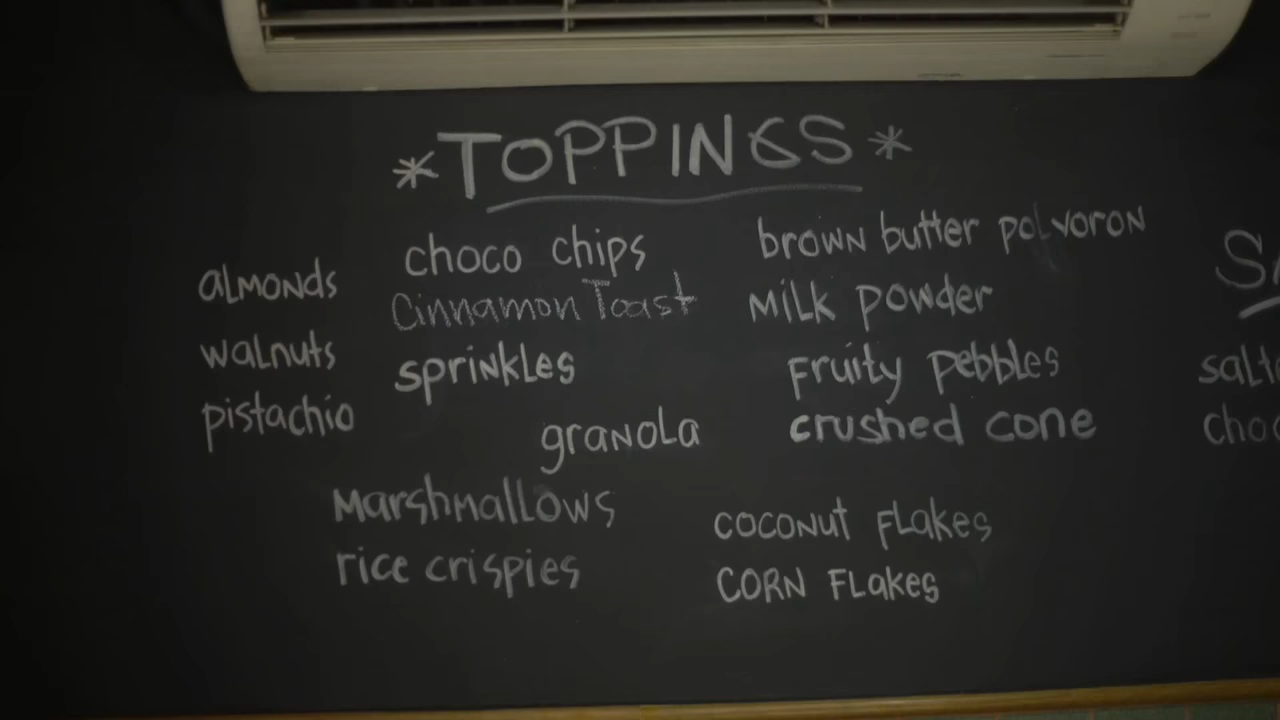 *TOPPINGS*
almonds
walnuts
pistachio
choco chips
Cinnamon Toast
sprinkles
granola
brown butter polvoron
Milk powder
Fruity pebbles
crushed cone
Marshmallows
rice crispies
coconut Flakes
CORN Flakes